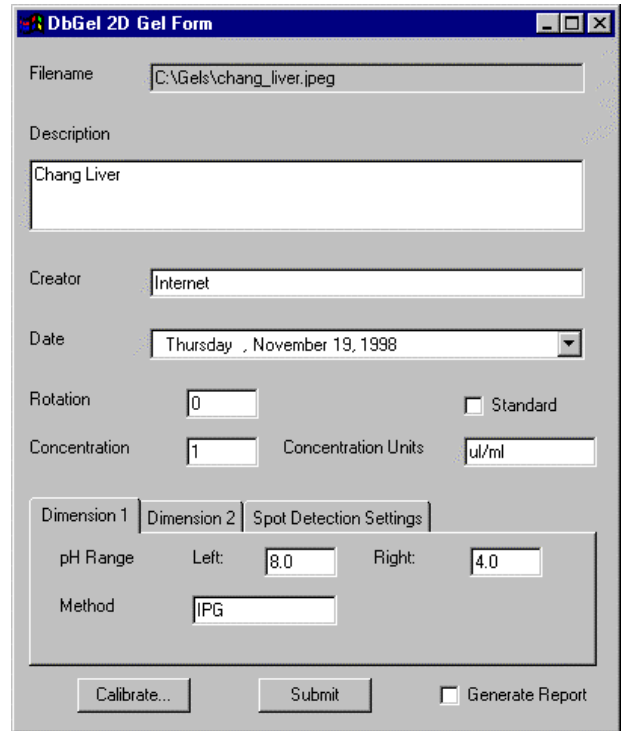 DbGel 2D Gel Form
Filename C:\Gels\chang_liver.jpeg
Description
Chang Liver
Creator Internet
Date Thursday , November 19, 1998
Rotation 0 Standard
Concentration 1 Concentration Units ul/ml
Dimension 1 Dimension 2 Spot Detection Settings
pH Range Left: 8.0 Right: 4.0
Method IPG
Calibrate... Submit Generate Report